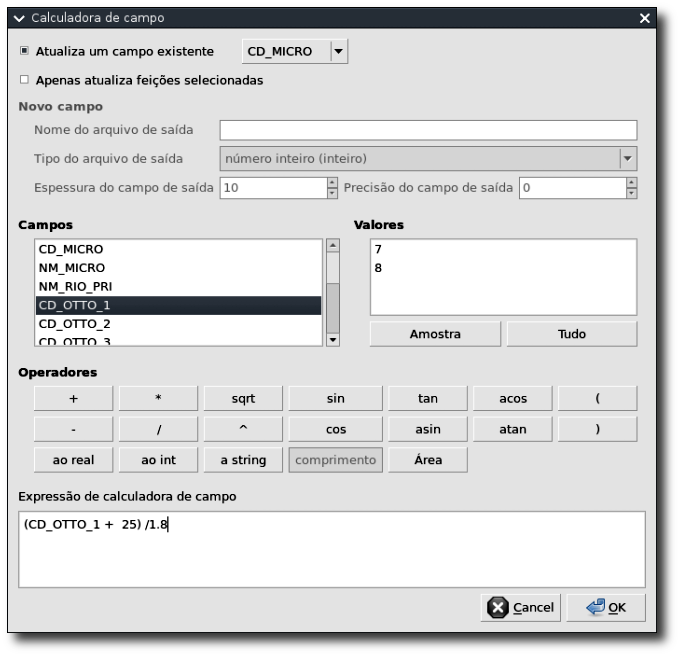 Calculadora de campo
Atualiza um campo existente CD_MICRO
Apenas atualiza feições selecionadas
Novo campo
Nome do arquivo de saída
Tipo do arquivo de saída número inteiro (inteiro)
Espessura do campo de saída 10 Precisão do campo de saída 0
Campos Valores
CD_MICRO 7
NM_MICRO 8
NM_RIO_PRI
CD_OTTO_1
CD_OTTO_2
CD_OTTO_3
Amostra Tudo
Operadores
+ * sqrt sin tan acos (
- / ^ cos asin atan )
ao real ao int a string comprimento Área
Expressão de calculadora de campo
(CD_OTTO_1 +  25) /1.8
Cancel OK